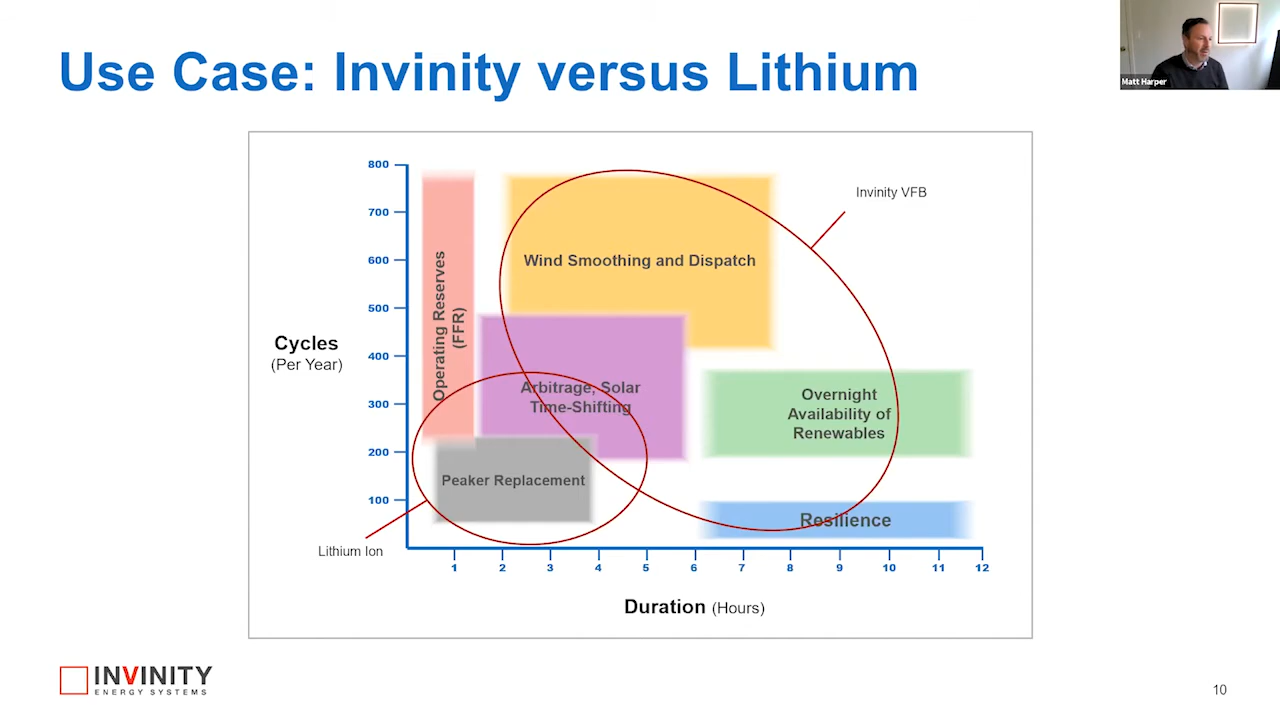 Use Case: Invinity versus Lithium
Matt Harper
800
700
600
500
400
300
200
100
Cycles
(Per Year)
Operating Reserves
(FFR)
Wind Smoothing and Dispatch
Invinity VFB
Arbitrage, Solar
Time-Shifting
Overnight
Availability of
Renewables
Peaker Replacement
Resilience
Lithium Ion
1 2 3 4 5 6 7 8 9 10 11 12
Duration (Hours)
INVINITY
ENERGY SYSTEMS
10